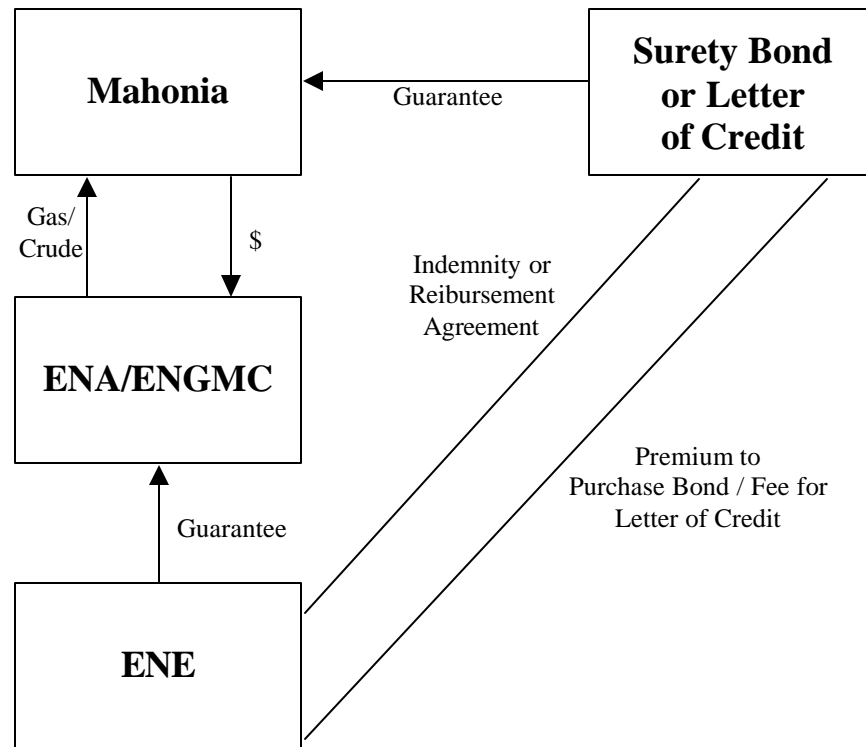 Mahonia
Guarantee
Surety Bond
or Letter
of Credit
Gas/
Crude
$
Indemnity or
Reibursement
Agreement
ENA/ENGMC
Premium to
Purchase Bond / Fee for
Letter of Credit
Guarantee
ENE